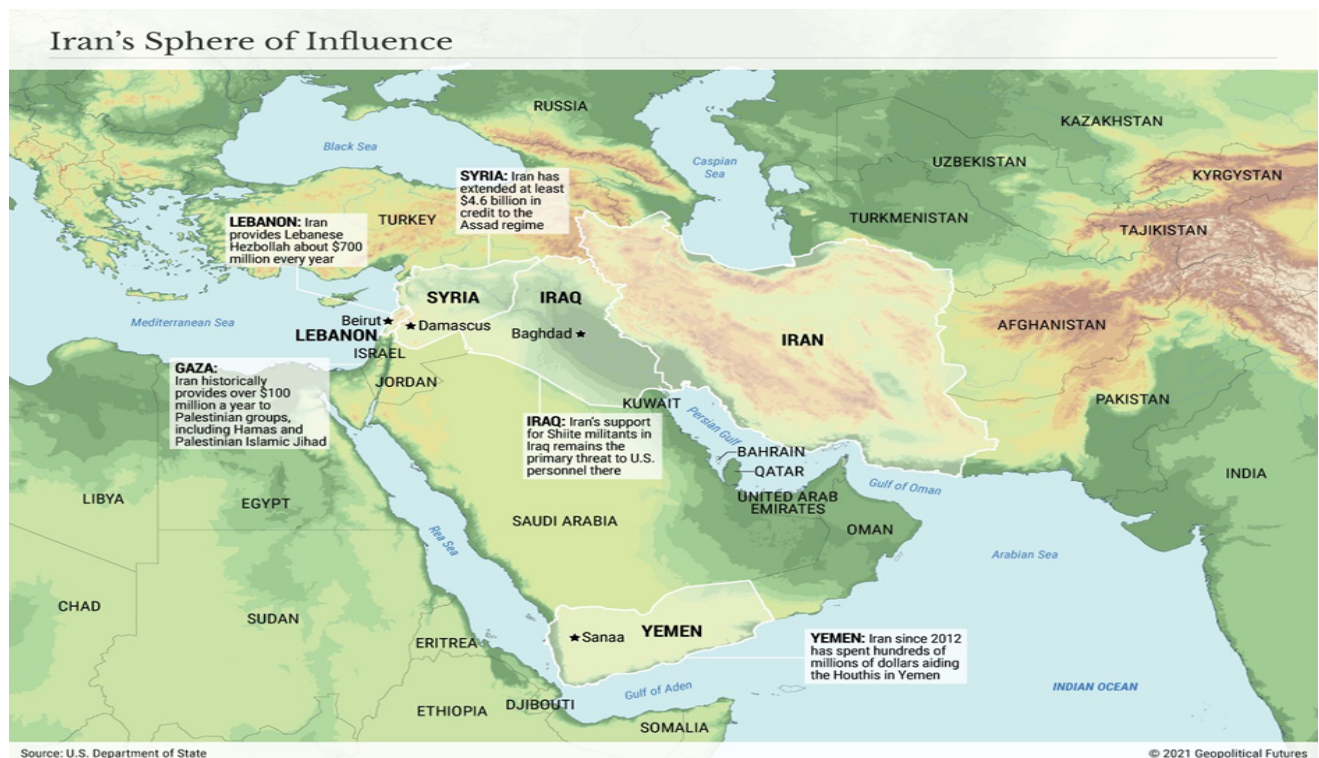 Iran's Sphere of Influence
RUSSIA
KAZAKHSTAN
Black Sea
Caspian
Sea
UZBEKISTAN
KYRGYSTAN
SYRIA: Iran has
extended at least
$4.6 billion in
credit to the
Assad regime
LEBANON: Iran
provides Lebanese
Hezbollah about $700
million every year
TURKEY
TURKMENISTAN
TAJIKISTAN
SYRIA
IRAQ
Mediterranean Sea
Beirut
Damascus
LEBANON
Baghdad
IRAN
AFGHANISTAN
ISRAEL
JORDAN
GAZA:
Iran historically
provides over $100
million a year to
Palestinian groups,
including Hamas and
Palestinian Islamic Jihad
KUWAIT
PAKISTAN
Persian Gulf
IRAQ: Iran's support
for Shiite militants in
Iraq remains the
primary threat to U.S.
personnel there
BAHRAIN
QATAR
INDIA
Gulf of Oman
UNITED ARAB
EMIRATES
LIBYA
EGYPT
SAUDI ARABIA
OMAN
Rea Sea
Arabian Sea
CHAD
SUDAN
ERITREA
Sanaa
YEMEN
YEMEN: Iran since 2012
has spent hundreds of
millions of dollars aiding
the Houthis in Yemen
Gulf of Aden
INDIAN OCEAN
ETHIOPIA
DJIBOUTI
SOMALIA
Source: U.S. Department of State
© 2021 Geopolitical Futures